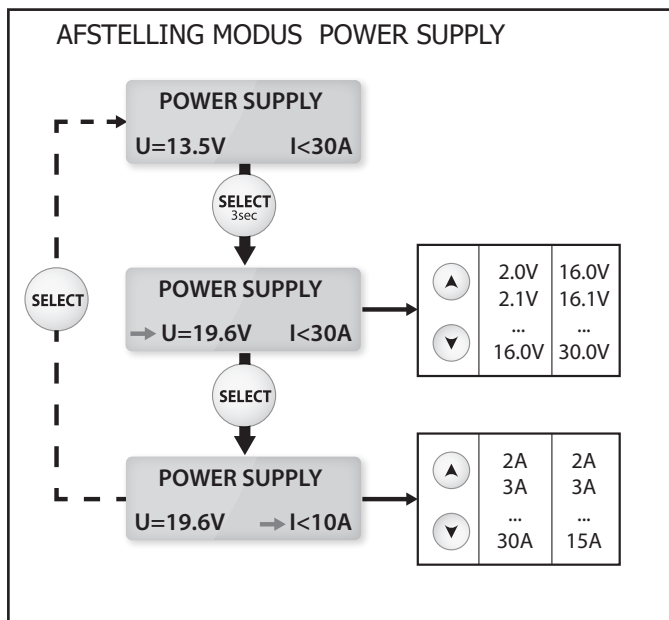 AFSTELLING MODUS POWER SUPPLY
POWER SUPPLY
U=13.5V I<30A
SELECT
3sec
SELECT
POWER SUPPLY
U=19.6V I<30A
2.0V 16.0V
2.1V 16.1V
... ...
16.0V 30.0V
SELECT
POWER SUPPLY
U=19.6V I<10A
2A 2A
3A 3A
... ...
30A 15A